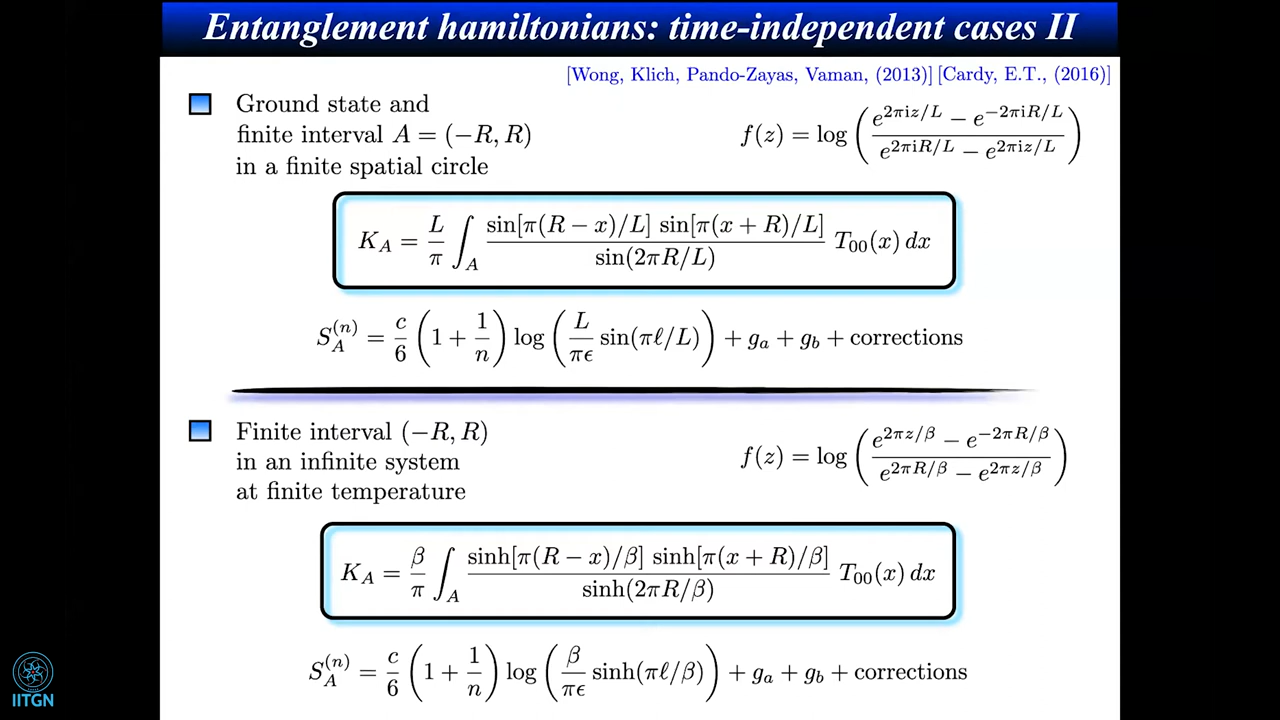 Entanglement hamiltonians: time-independent cases II
[Wong, Klich, Pando-Zayas, Vaman, (2013)] [Cardy, E.T., (2016)]
Ground state and
finite interval A = (−R, R)
in a finite spatial circle
f(z) = log ( (e^{2πiz/L} − e^{−2πiR/L}) / (e^{2πiR/L} − e^{2πiz/L}) )
K_A = L/π ∫_A (sin[π(R − x)/L] sin[π(x + R)/L]) / sin(2πR/L) T_{00}(x) dx
S_A^{(n)} = c/6 (1 + 1/n) log ( L/(πϵ) sin(πℓ/L) ) + g_a + g_b + corrections
Finite interval (−R, R)
in an infinite system
at finite temperature
f(z) = log ( (e^{2πz/β} − e^{−2πR/β}) / (e^{2πR/β} − e^{2πz/β}) )
K_A = β/π ∫_A (sinh[π(R − x)/β] sinh[π(x + R)/β]) / sinh(2πR/β) T_{00}(x) dx
S_A^{(n)} = c/6 (1 + 1/n) log ( β/(πϵ) sinh(πℓ/β) ) + g_a + g_b + corrections
IITGN